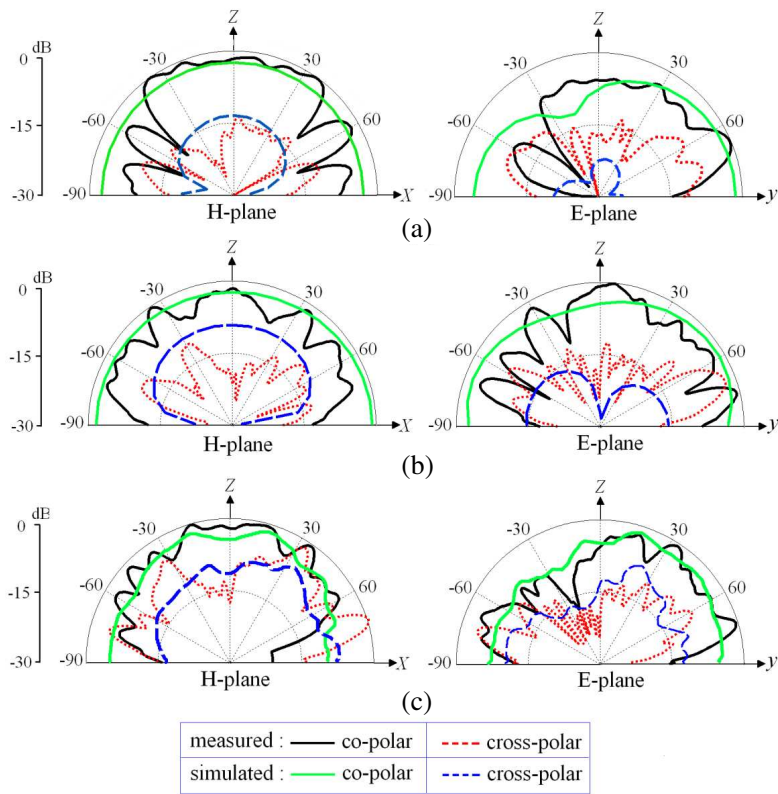 Z Z
dB
0 -30 30 -30 30
-15 -60 60 -60 60
-30 -90 X -90 y
H-plane E-plane
(a)
Z Z
dB
0 -30 30 -30 30
-15 -60 60 -60 60
-30 -90 X -90 y
H-plane E-plane
(b)
Z Z
dB
0 -30 30 -30 30
-15 -60 60 -60 60
-30 -90 X -90 y
H-plane E-plane
(c)
measured : co-polar cross-polar
simulated : co-polar cross-polar